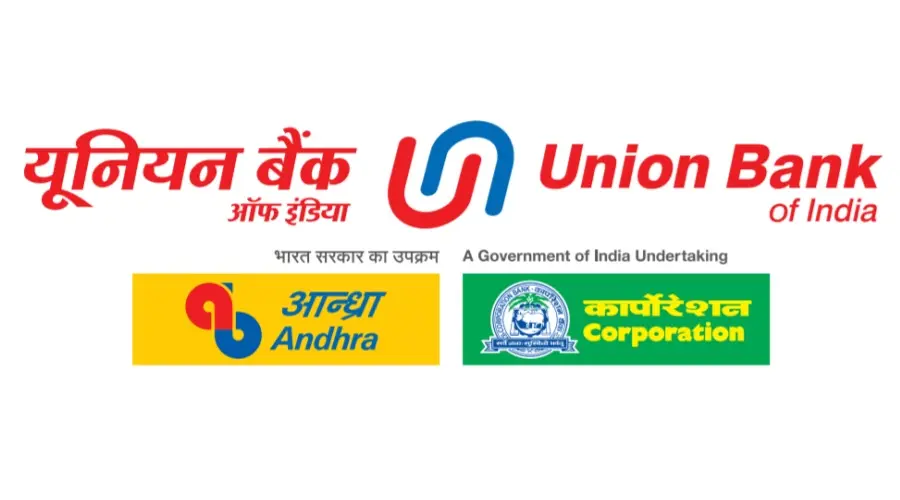 यूनियन बैंक
ऑफ इंडिया
Union Bank
of India
भारत सरकार का उपक्रम
A Government of India Undertaking
आन्ध्रा
Andhra
कार्पोरेशन
Corporation